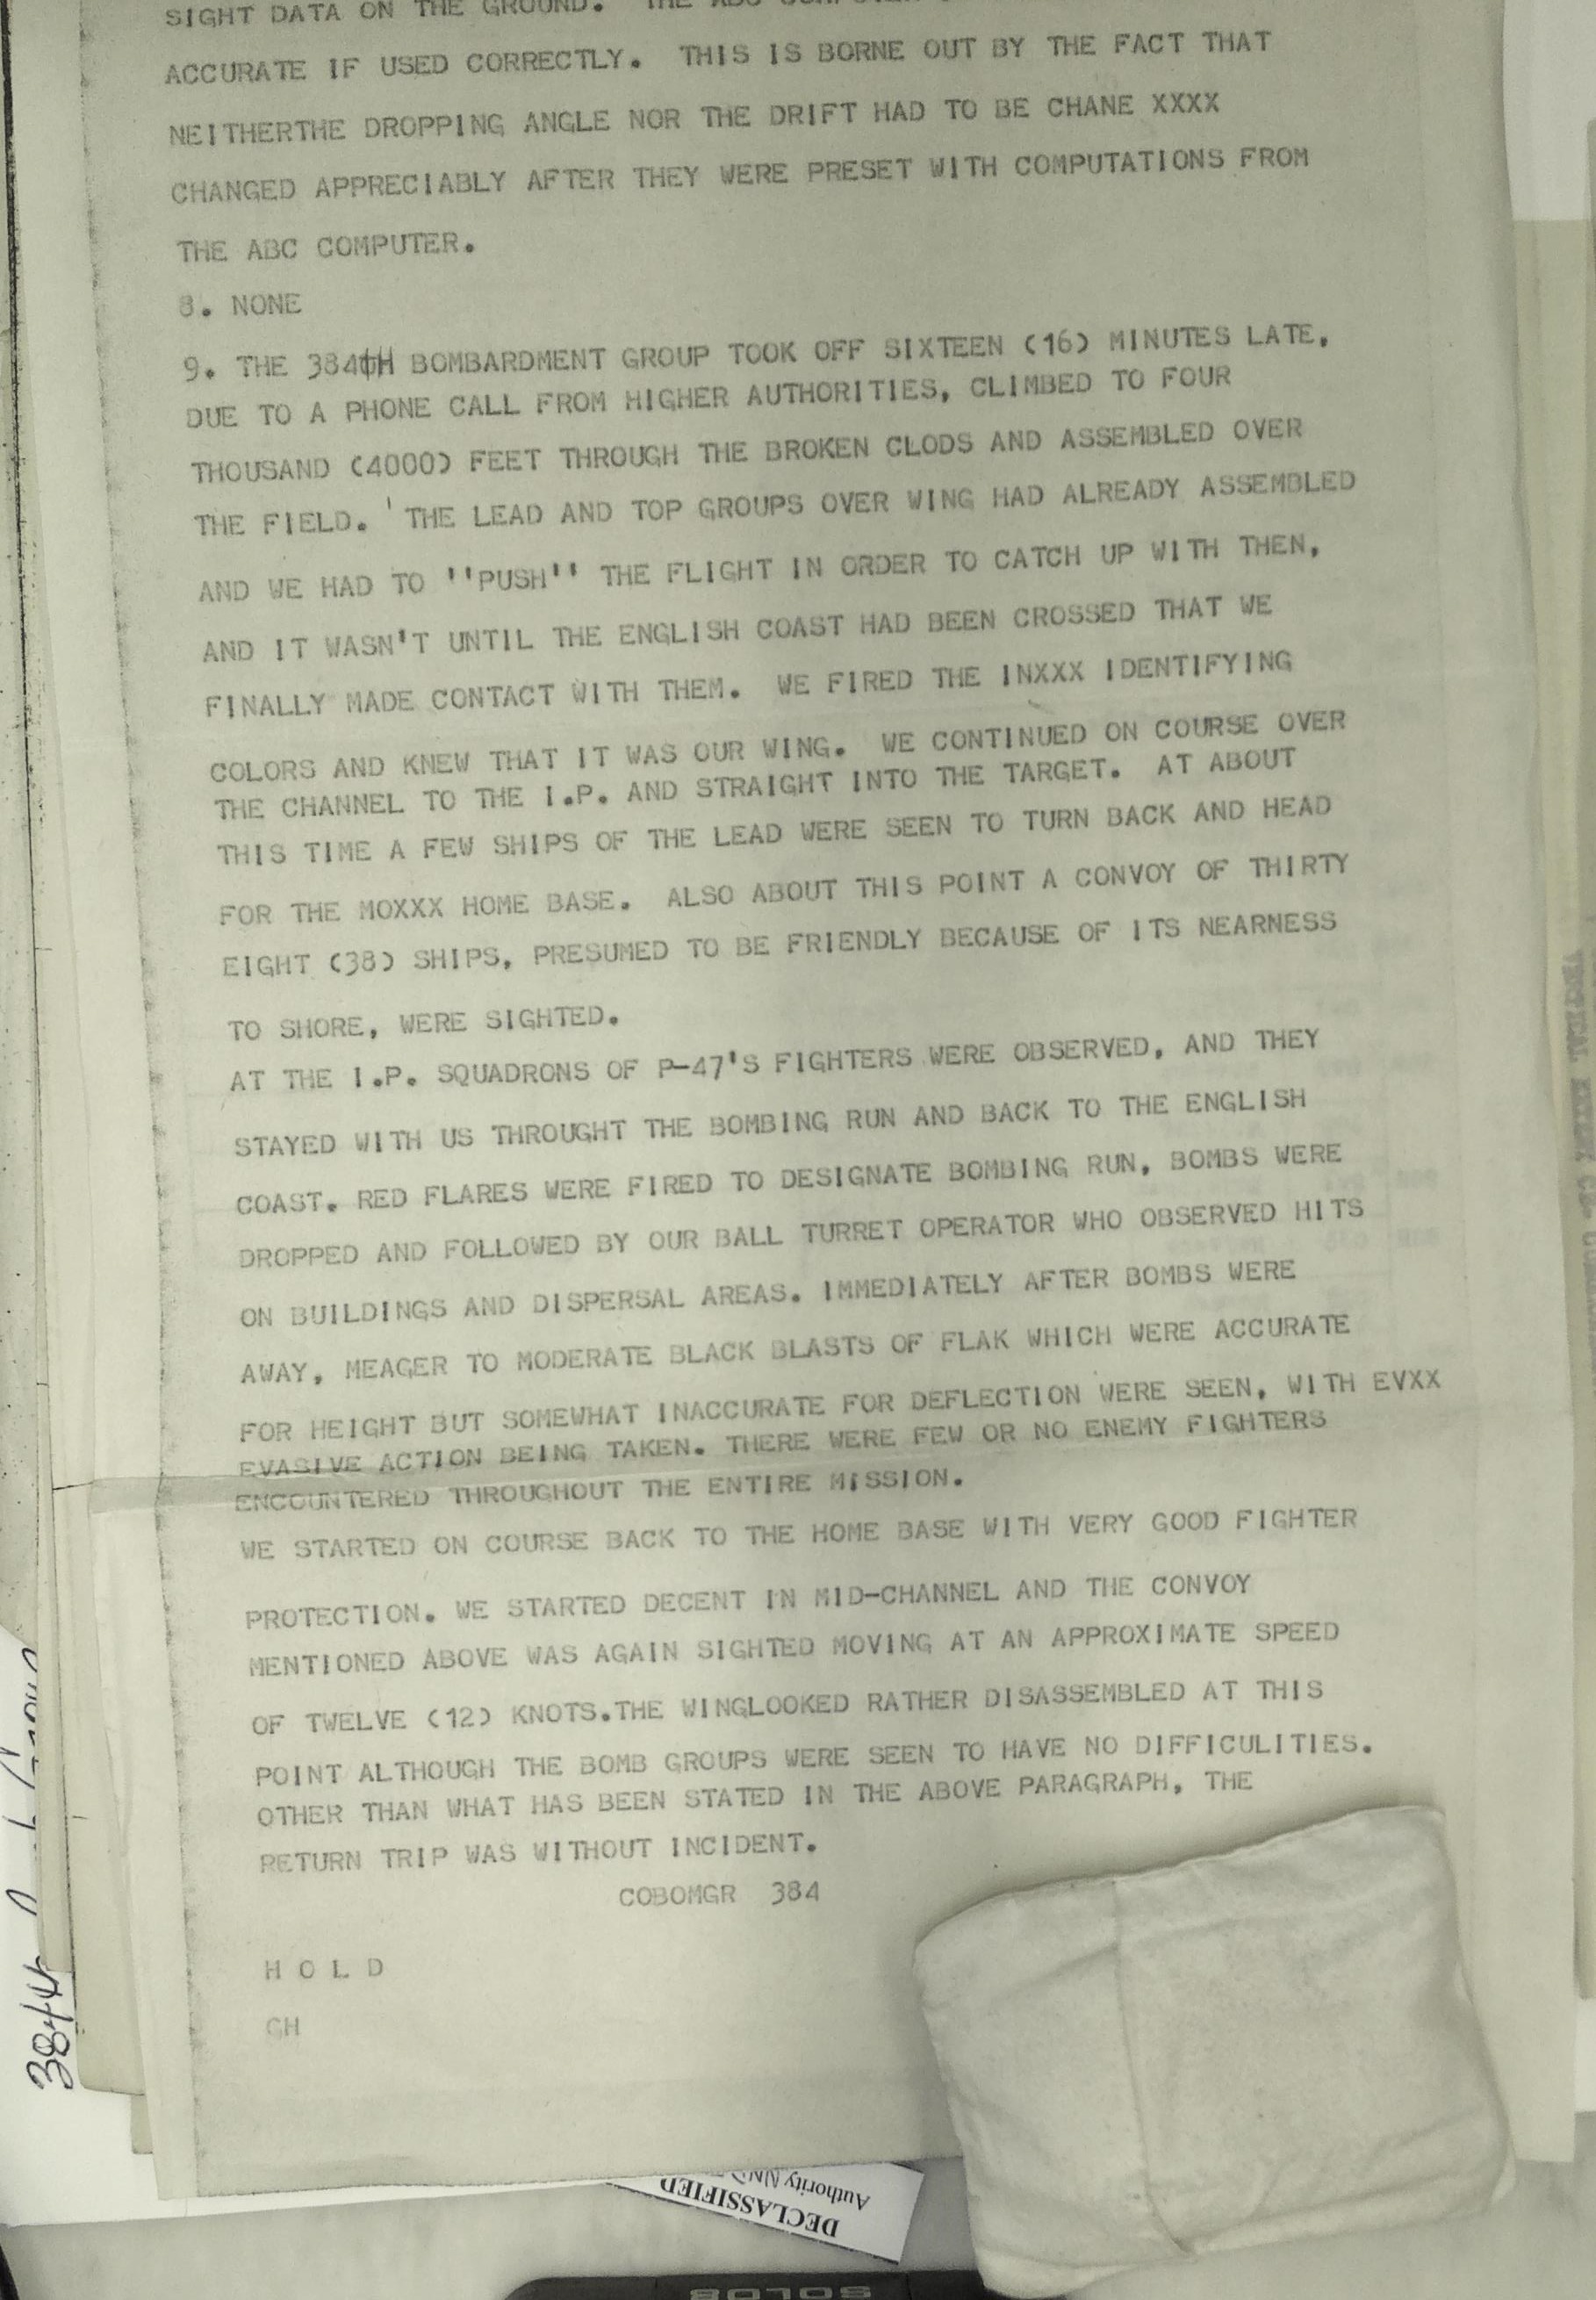 SIGHT DATA ON THE GROUND. THE ABC COMPUTER
ACCURATE IF USED CORRECTLY. THIS IS BORNE OUT BY THE FACT THAT
NEITHERTHE DROPPING ANGLE NOR THE DRIFT HAD TO BE CHANE XXXX
CHANGED APPRECIABLY AFTER THEY WERE PRESET WITH COMPUTATIONS FROM
THE ABC COMPUTER.
8. NONE
9. THE 384TH BOMBARDMENT GROUP TOOK OFF SIXTEEN (16) MINUTES LATE,
DUE TO A PHONE CALL FROM HIGHER AUTHORITIES, CLIMBED TO FOUR
THOUSAND (4000) FEET THROUGH THE BROKEN CLODS AND ASSEMBLED OVER
THE FIELD. ' THE LEAD AND TOP GROUPS OVER WING HAD ALREADY ASSEMBLED
AND WE HAD TO ''PUSH'' THE FLIGHT IN ORDER TO CATCH UP WITH THEN,
AND IT WASN'T UNTIL THE ENGLISH COAST HAD BEEN CROSSED THAT WE
FINALLY MADE CONTACT WITH THEM. WE FIRED THE INXXX IDENTIFYING
COLORS AND KNEW THAT IT WAS OUR WING. WE CONTINUED ON COURSE OVER
THE CHANNEL TO THE I.P. AND STRAIGHT INTO THE TARGET. AT ABOUT
THIS TIME A FEW SHIPS OF THE LEAD WERE SEEN TO TURN BACK AND HEAD
FOR THE MOXXX HOME BASE. ALSO ABOUT THIS POINT A CONVOY OF THIRTY
EIGHT (38) SHIPS, PRESUMED TO BE FRIENDLY BECAUSE OF ITS NEARNESS
TO SHORE, WERE SIGHTED.
AT THE I.P. SQUADRONS OF P-47'S FIGHTERS WERE OBSERVED, AND THEY
STAYED WITH US THROUGHT THE BOMBING RUN AND BACK TO THE ENGLISH
COAST. RED FLARES WERE FIRED TO DESIGNATE BOMBING RUN, BOMBS WERE
DROPPED AND FOLLOWED BY OUR BALL TURRET OPERATOR WHO OBSERVED HITS
ON BUILDINGS AND DISPERSAL AREAS. IMMEDIATELY AFTER BOMBS WERE
AWAY, MEAGER TO MODERATE BLACK BLASTS OF FLAK WHICH WERE ACCURATE
FOR HEIGHT BUT SOMEWHAT INACCURATE FOR DEFLECTION WERE SEEN, WITH EVXX
EVASIVE ACTION BEING TAKEN. THERE WERE FEW OR NO ENEMY FIGHTERS
ENCOUNTERED THROUGHOUT THE ENTIRE MISSION.
WE STARTED ON COURSE BACK TO THE HOME BASE WITH VERY GOOD FIGHTER
PROTECTION. WE STARTED DECENT IN MID-CHANNEL AND THE CONVOY
MENTIONED ABOVE WAS AGAIN SIGHTED MOVING AT AN APPROXIMATE SPEED
OF TWELVE (12) KNOTS.THE WINGLOOKED RATHER DISASSEMBLED AT THIS
POINT ALTHOUGH THE BOMB GROUPS WERE SEEN TO HAVE NO DIFFICULITIES.
OTHER THAN WHAT HAS BEEN STATED IN THE ABOVE PARAGRAPH, THE
RETURN TRIP WAS WITHOUT INCIDENT.
COBOMGR 384
H O L D
GH
384th
DECLASSIFIED
Authority